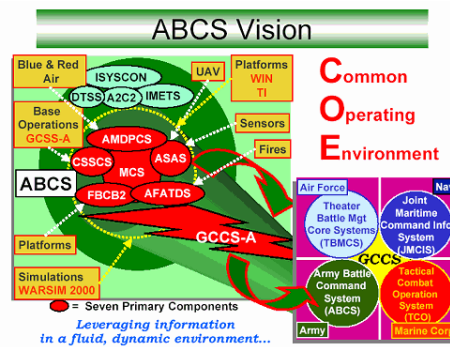 ABCS Vision
Blue & Red
Air
ISYSCON
DTSS
A2C2
IMETS
UAV
Platforms
WIN
TI
Base
Operations
GCSS-A
AMDPCS
CSSCS
ASAS
MCS
FBCB2
AFATDS
Sensors
Fires
ABCS
GCCS-A
Platforms
Simulations
WARSIM 2000
= Seven Primary Components
Leveraging information
in a fluid, dynamic environment...
Common
Operating
Environment
Air Force
Nav
Theater
Battle Mgt
Core Systems
(TBMCS)
Joint
Maritime
Command Info
System
(JMCIS)
GCCS
Army Battle
Command
System
(ABCS)
Tactical
Combat
Operation
System
(TCO)
Army
Marine Corp